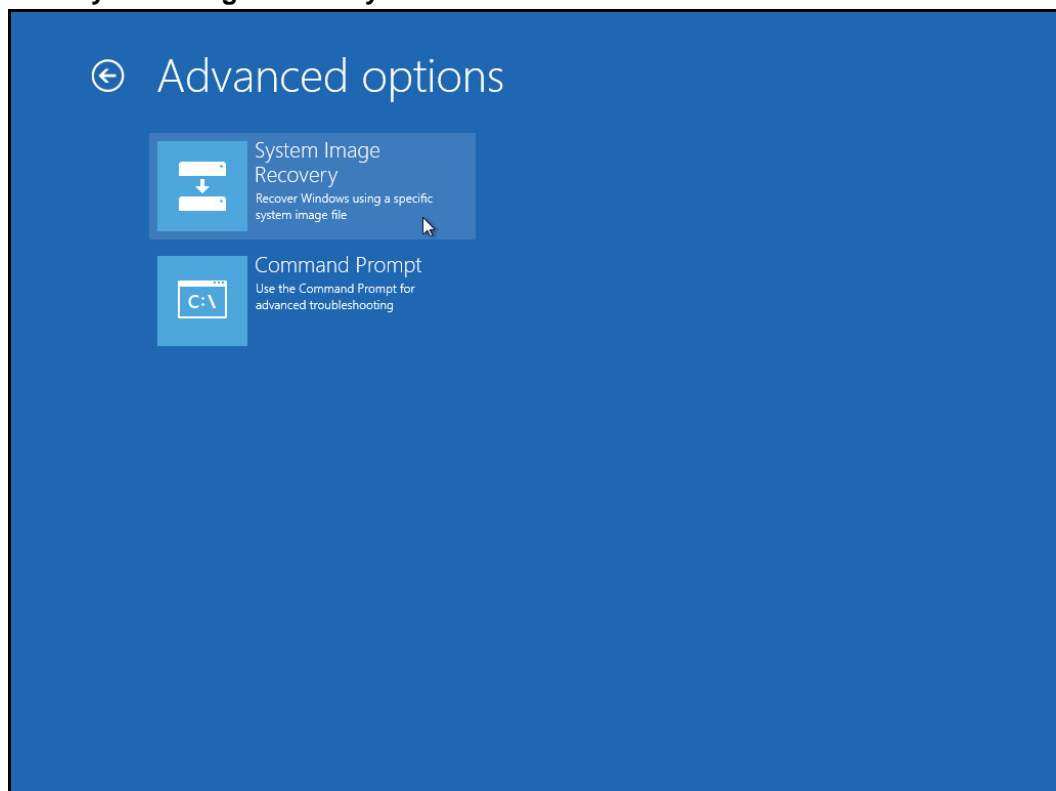 Advanced options
System Image
Recovery
Recover Windows using a specific
system image file
Command Prompt
Use the Command Prompt for
advanced troubleshooting
C:\